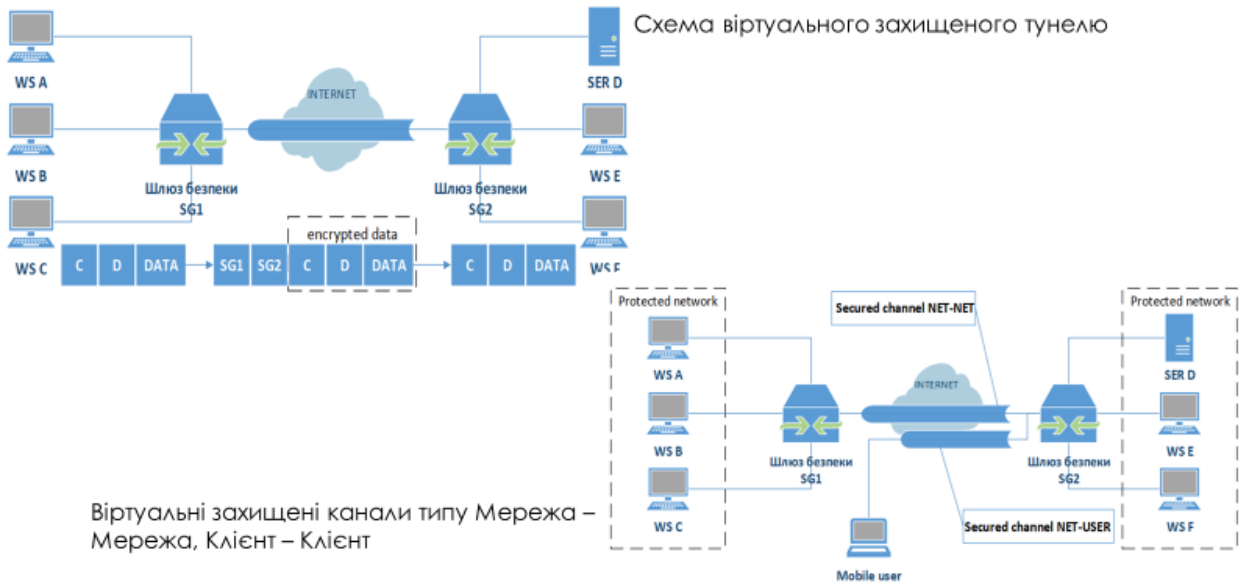 Схема віртуального захищеного тунелю
WS A
SER D
INTERNET
WS B
WS E
Шлюз безпеки
SG1
Шлюз безпеки
SG2
encrypted data
WS C
C D DATA
SG1 SG2 C D DATA
C D DATA
WS F
Protected network
Secured channel NET-NET
Protected network
WS A
INTERNET
SER D
WS B
WS E
Шлюз безпеки
SG1
Шлюз безпеки
SG2
WS C
Secured channel NET-USER
WS F
Mobile user
Віртуальні захищені канали типу Мережа –
Мережа, Клієнт – Клієнт